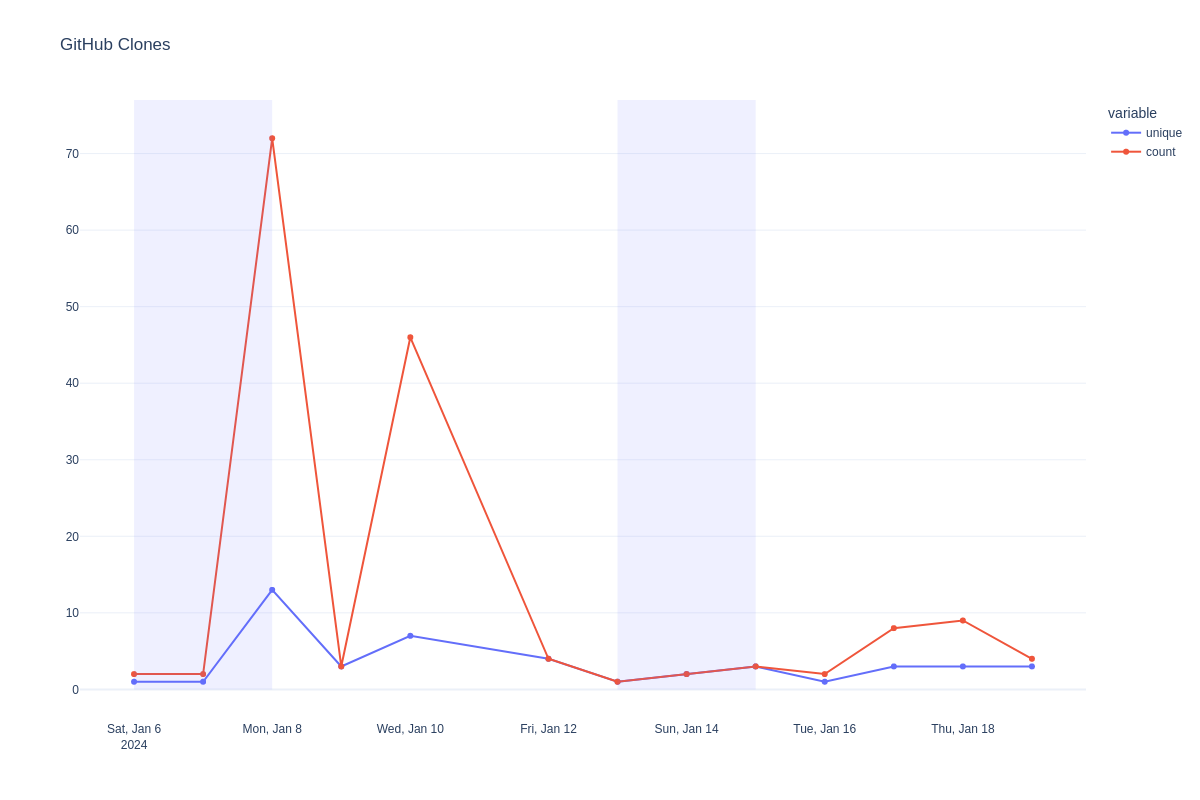 GitHub Clones
variable
unique
count
70
60
50
40
30
20
10
0
Sat, Jan 6
2024
Mon, Jan 8
Wed, Jan 10
Fri, Jan 12
Sun, Jan 14
Tue, Jan 16
Thu, Jan 18